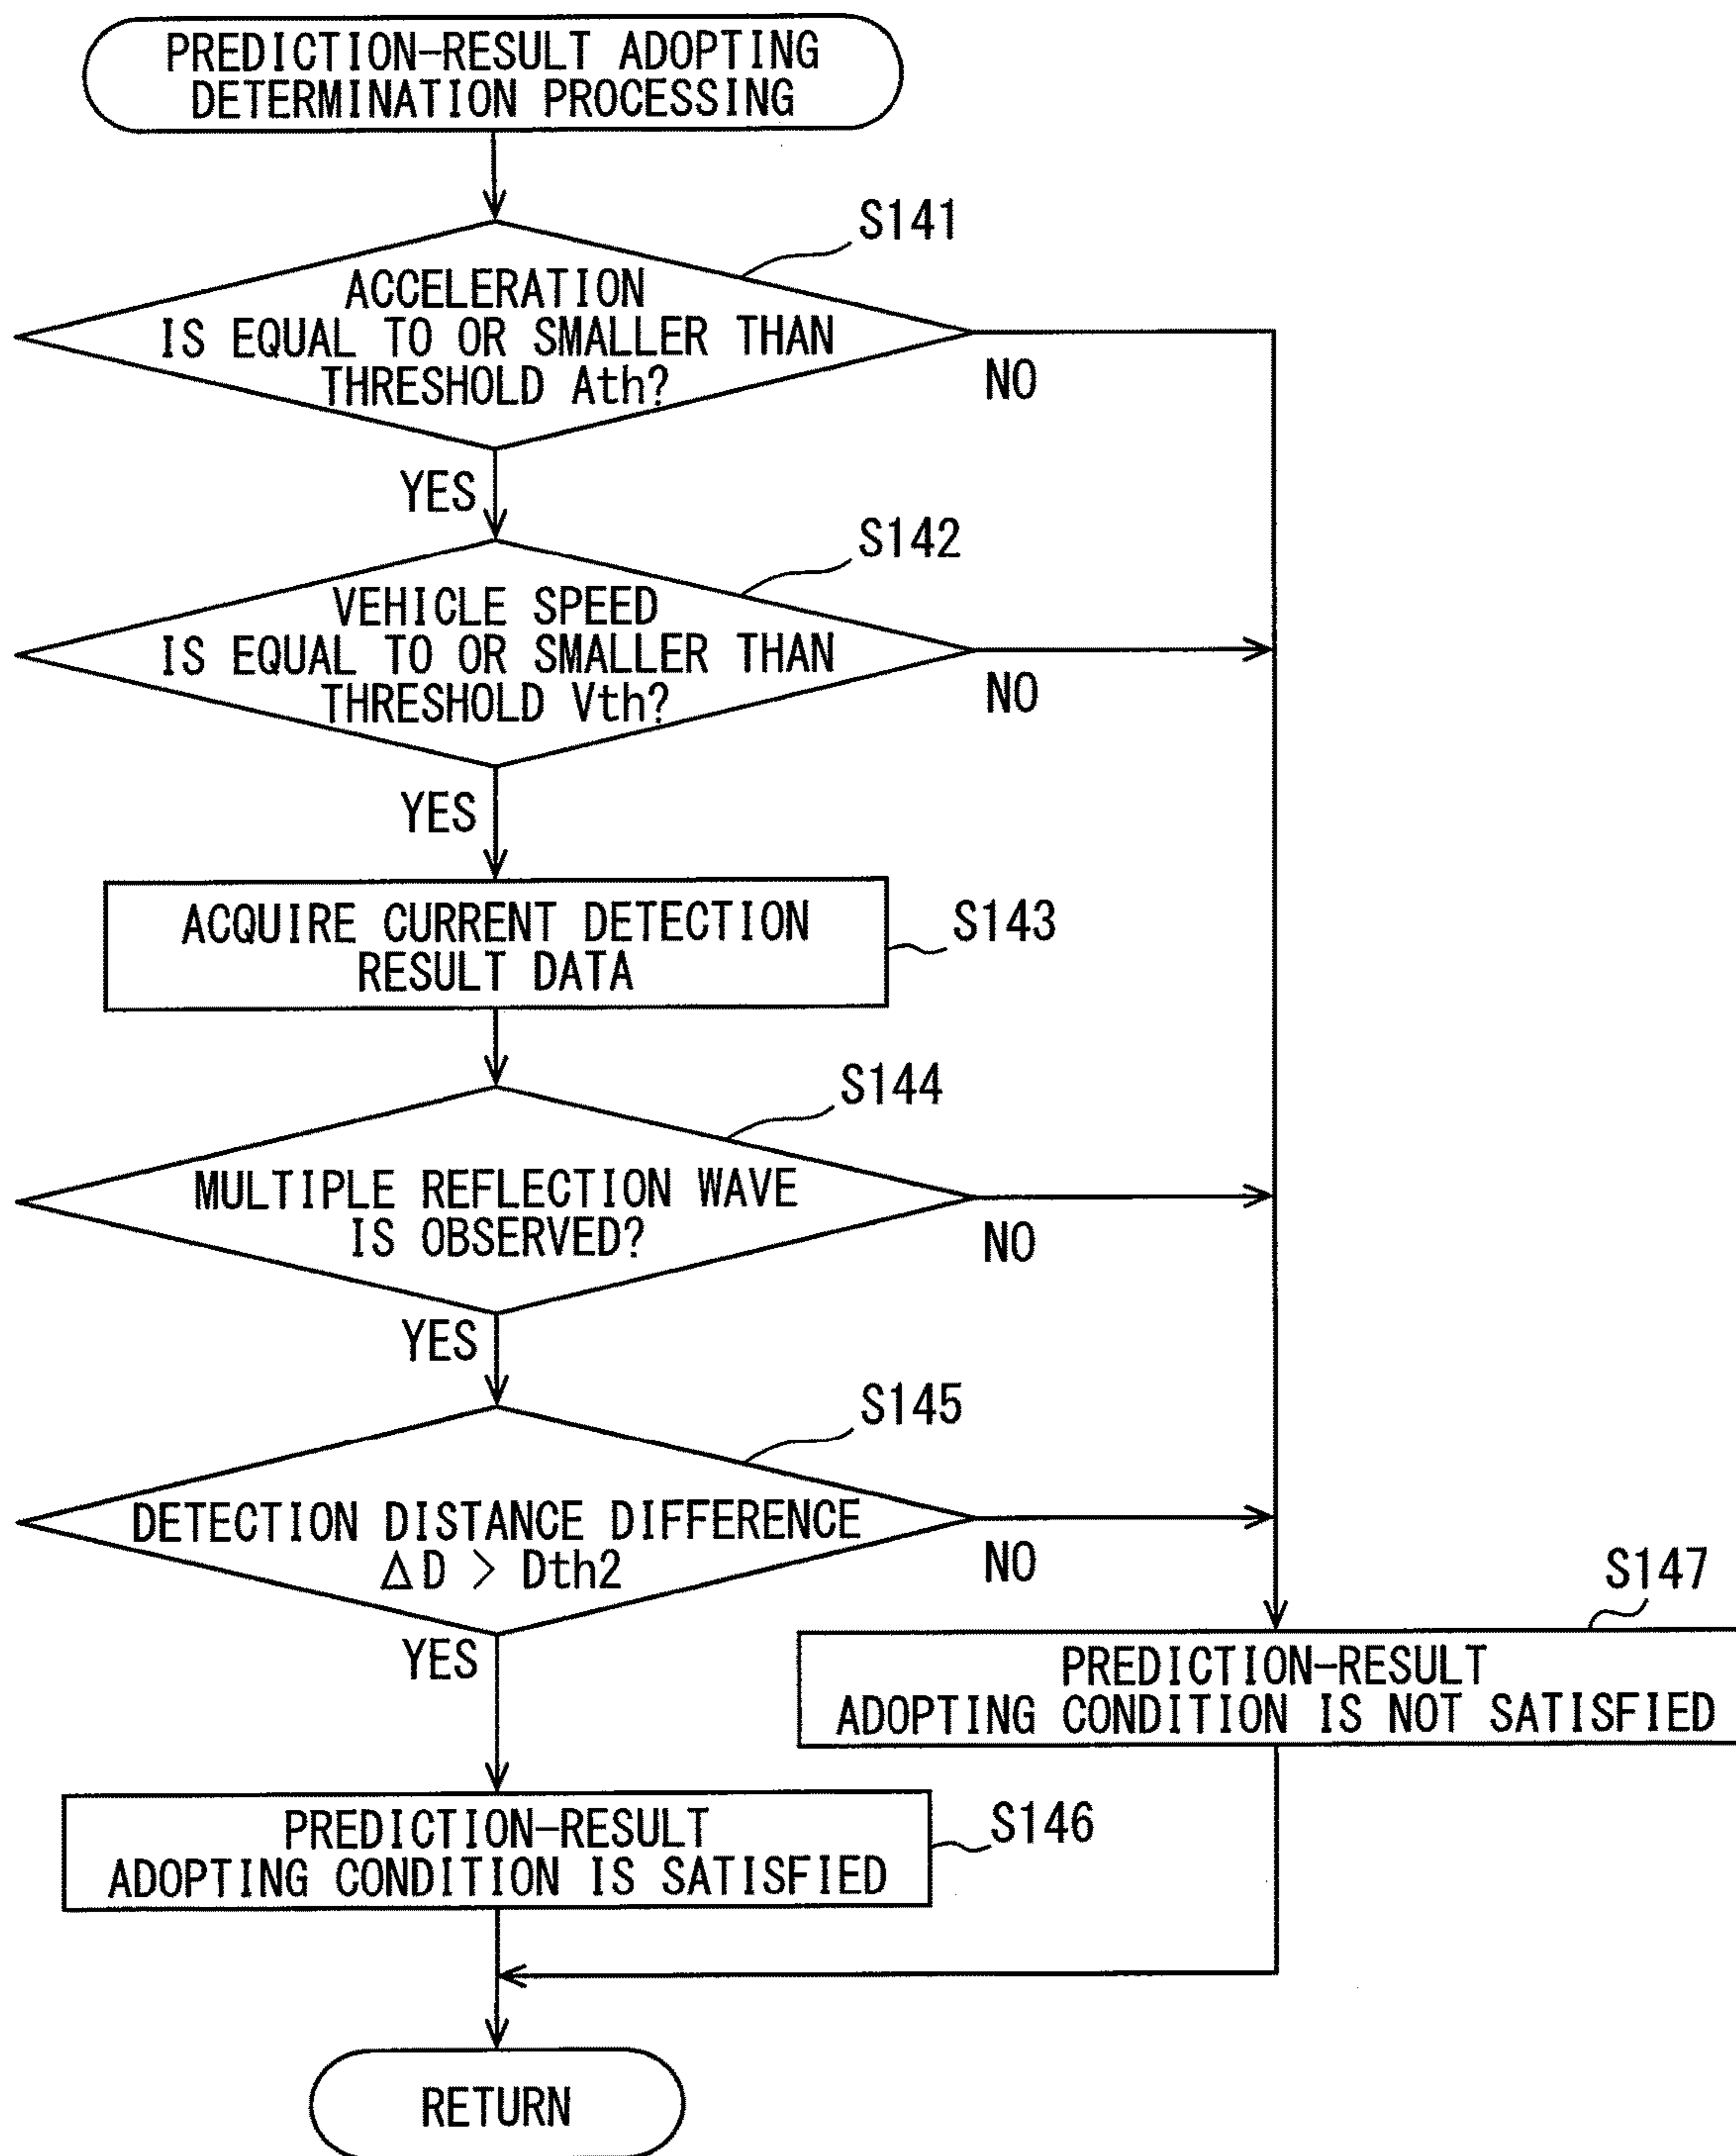 PREDICTION-RESULT ADOPTING
DETERMINATION PROCESSING
S141
ACCELERATION
IS EQUAL TO OR SMALLER THAN
THRESHOLD Ath?
NO
YES
S142
VEHICLE SPEED
IS EQUAL TO OR SMALLER THAN
THRESHOLD Vth?
NO
YES
ACQUIRE CURRENT DETECTION
RESULT DATA
S143
S144
MULTIPLE REFLECTION WAVE
IS OBSERVED?
NO
YES
S145
DETECTION DISTANCE DIFFERENCE
ΔD > Dth2
NO
YES
S147
PREDICTION-RESULT
ADOPTING CONDITION IS NOT SATISFIED
PREDICTION-RESULT
ADOPTING CONDITION IS SATISFIED
S146
RETURN